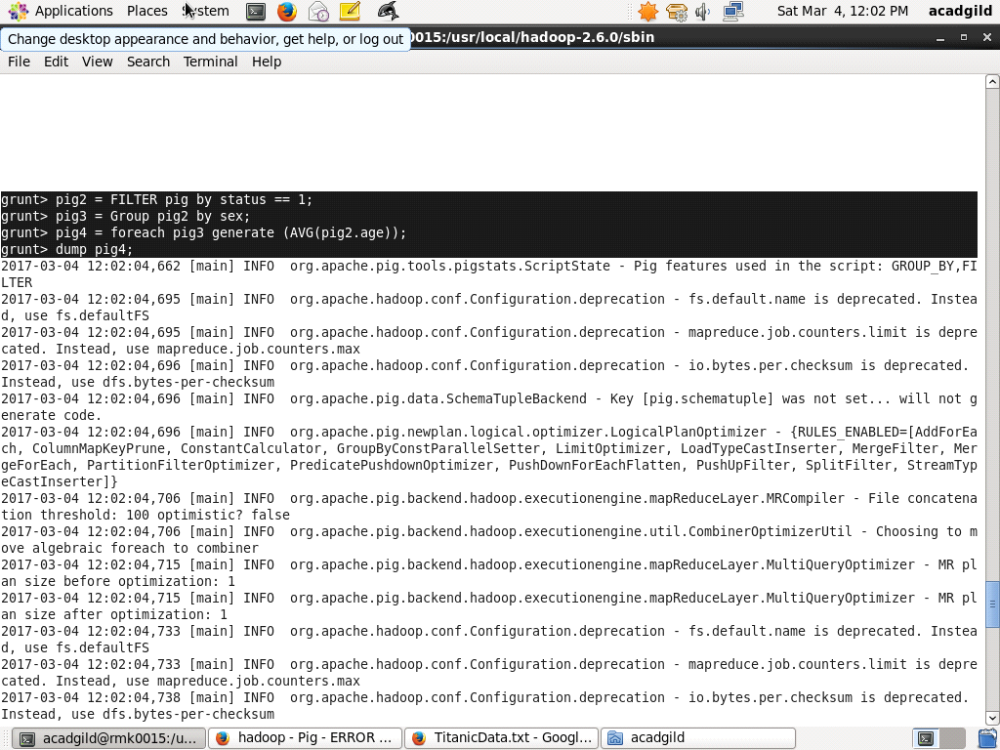 Applications Places System Sat Mar 4, 12:02 PM acadgild
Change desktop appearance and behavior, get help, or log out 0015:/usr/local/hadoop-2.6.0/sbin
File Edit View Search Terminal Help
grunt> pig2 = FILTER pig by status == 1;
grunt> pig3 = Group pig2 by sex;
grunt> pig4 = foreach pig3 generate (AVG(pig2.age));
grunt> dump pig4;
2017-03-04 12:02:04,662 [main] INFO  org.apache.pig.tools.pigstats.ScriptState - Pig features used in the script: GROUP_BY,FI
LTER
2017-03-04 12:02:04,695 [main] INFO  org.apache.hadoop.conf.Configuration.deprecation - fs.default.name is deprecated. Instea
d, use fs.defaultFS
2017-03-04 12:02:04,695 [main] INFO  org.apache.hadoop.conf.Configuration.deprecation - mapreduce.job.counters.limit is depre
cated. Instead, use mapreduce.job.counters.max
2017-03-04 12:02:04,696 [main] INFO  org.apache.hadoop.conf.Configuration.deprecation - io.bytes.per.checksum is deprecated.
Instead, use dfs.bytes-per-checksum
2017-03-04 12:02:04,696 [main] INFO  org.apache.pig.data.SchemaTupleBackend - Key [pig.schematuple] was not set... will not g
enerate code.
2017-03-04 12:02:04,696 [main] INFO  org.apache.pig.newplan.logical.optimizer.LogicalPlanOptimizer - {RULES_ENABLED=[AddForEa
ch, ColumnMapKeyPrune, ConstantCalculator, GroupByConstParallelSetter, LimitOptimizer, LoadTypeCastInserter, MergeFilter, Mer
geForEach, PartitionFilterOptimizer, PredicatePushdownOptimizer, PushDownForEachFlatten, PushUpFilter, SplitFilter, StreamTyp
eCastInserter]}
2017-03-04 12:02:04,706 [main] INFO  org.apache.pig.backend.hadoop.executionengine.mapReduceLayer.MRCompiler - File concatena
tion threshold: 100 optimistic? false
2017-03-04 12:02:04,706 [main] INFO  org.apache.pig.backend.hadoop.executionengine.util.CombinerOptimizerUtil - Choosing to m
ove algebraic foreach to combiner
2017-03-04 12:02:04,715 [main] INFO  org.apache.pig.backend.hadoop.executionengine.mapReduceLayer.MultiQueryOptimizer - MR pl
an size before optimization: 1
2017-03-04 12:02:04,715 [main] INFO  org.apache.pig.backend.hadoop.executionengine.mapReduceLayer.MultiQueryOptimizer - MR pl
an size after optimization: 1
2017-03-04 12:02:04,733 [main] INFO  org.apache.hadoop.conf.Configuration.deprecation - fs.default.name is deprecated. Instea
d, use fs.defaultFS
2017-03-04 12:02:04,733 [main] INFO  org.apache.hadoop.conf.Configuration.deprecation - mapreduce.job.counters.limit is depre
cated. Instead, use mapreduce.job.counters.max
2017-03-04 12:02:04,738 [main] INFO  org.apache.hadoop.conf.Configuration.deprecation - io.bytes.per.checksum is deprecated.
Instead, use dfs.bytes-per-checksum
acadgild@rmk0015:/u... hadoop - Pig - ERROR ... TitanicData.txt - Googl... acadgild